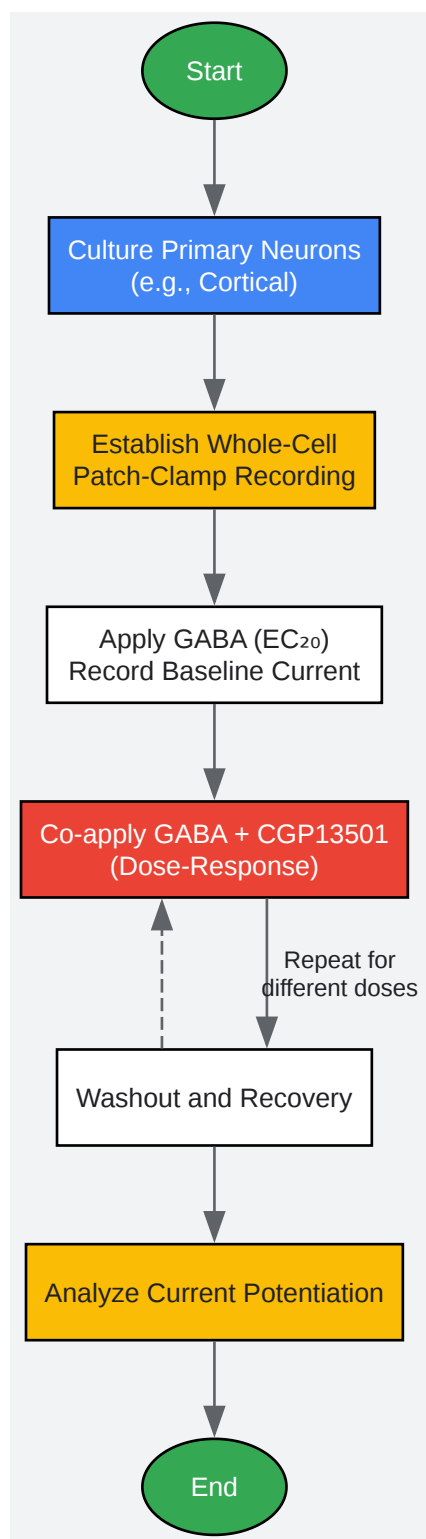 Start
Culture Primary Neurons
(e.g., Cortical)
Establish Whole-Cell
Patch-Clamp Recording
Apply GABA (EC₂₀)
Record Baseline Current
Co-apply GABA + CGP13501
(Dose-Response)
Repeat for
different doses
Washout and Recovery
Analyze Current Potentiation
End